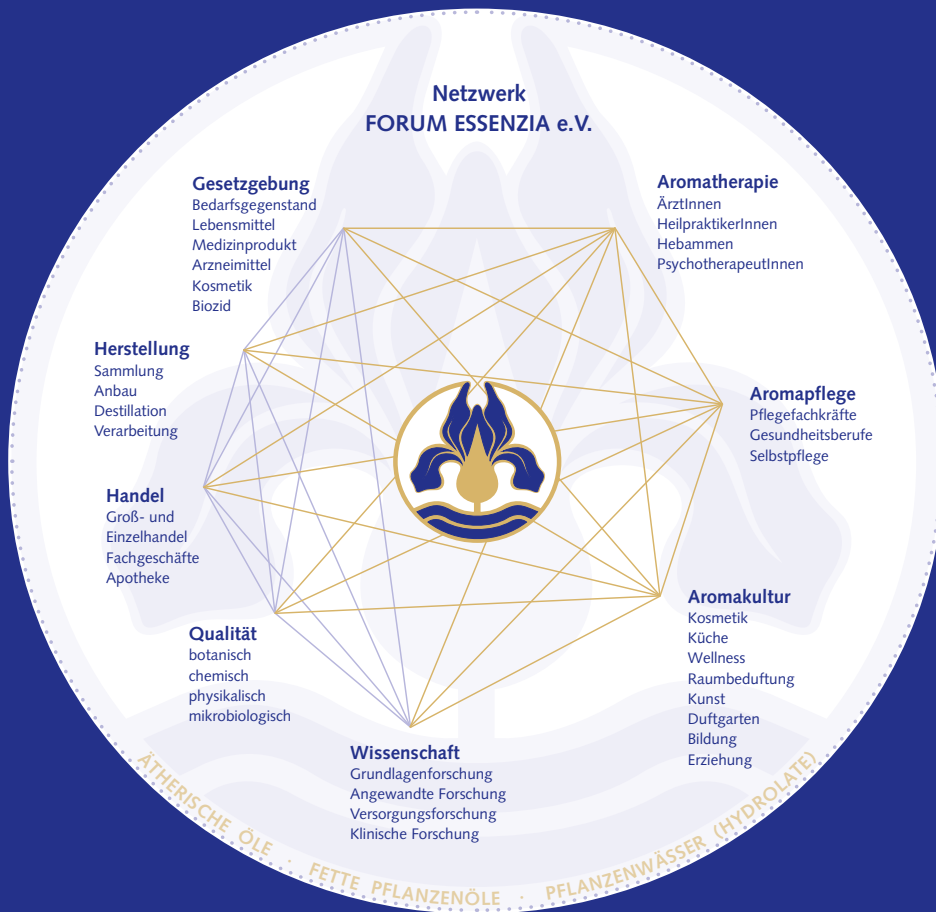 Netzwerk
FORUM ESSENZIA e.V.
Gesetzgebung
Bedarfsgegenstand
Lebensmittel
Medizinprodukt
Arzneimittel
Kosmetik
Biozid
Aromatherapie
ÄrztInnen
HeilpraktikerInnen
Hebammen
PsychotherapeutInnen
Herstellung
Sammlung
Anbau
Destillation
Verarbeitung
Aromapflege
Pflegefachkräfte
Gesundheitsberufe
Selbstpflege
Handel
Groß- und
Einzelhandel
Fachgeschäfte
Apotheke
Aromakultur
Kosmetik
Küche
Wellness
Raumbeduftung
Kunst
Duftgarten
Bildung
Erziehung
Qualität
botanisch
chemisch
physikalisch
mikrobiologisch
Wissenschaft
Grundlagenforschung
Angewandte Forschung
Versorgungsforschung
Klinische Forschung
ÄTHERISCHE ÖLE · FETTE PFLANZENÖLE · PFLANZENWÄSSER (HYDROLATE)